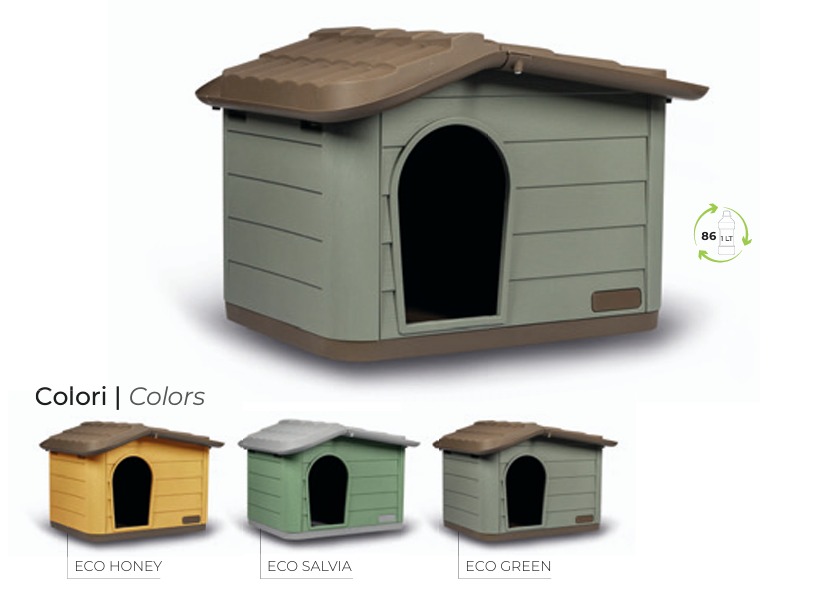 86 1 LT
Colori | Colors
ECO HONEY
ECO SALVIA
ECO GREEN